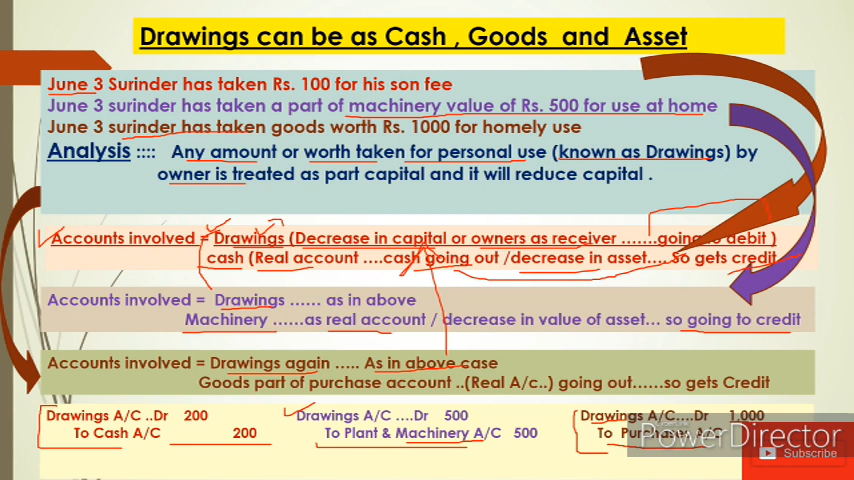 Drawings can be as Cash , Goods and Asset
June 3 Surinder has taken Rs. 100 for his son fee
June 3 surinder has taken a part of machinery value of Rs. 500 for use at home
June 3 surinder has taken goods worth Rs. 1000 for homely use
Analysis :::: Any amount or worth taken for personal use (known as Drawings) by
owner is treated as part capital and it will reduce capital .
Accounts involved = Drawings (Decrease in capital or owners as receiver .......going to debit )
cash (Real account ....cash going out /decrease in asset.... So gets credit
Accounts involved = Drawings ...... as in above
Machinery ......as real account / decrease in value of asset... so going to credit
Accounts involved = Drawings again ..... As in above case
Goods part of purchase account ..(Real A/c..) going out......so gets Credit
Drawings A/C ..Dr 200
To Cash A/C 200
Drawings A/C ....Dr 500
To Plant & Machinery A/C 500
Drawings A/C....Dr 1,000
To Purchases A/C
PowerDirector
Subscribe